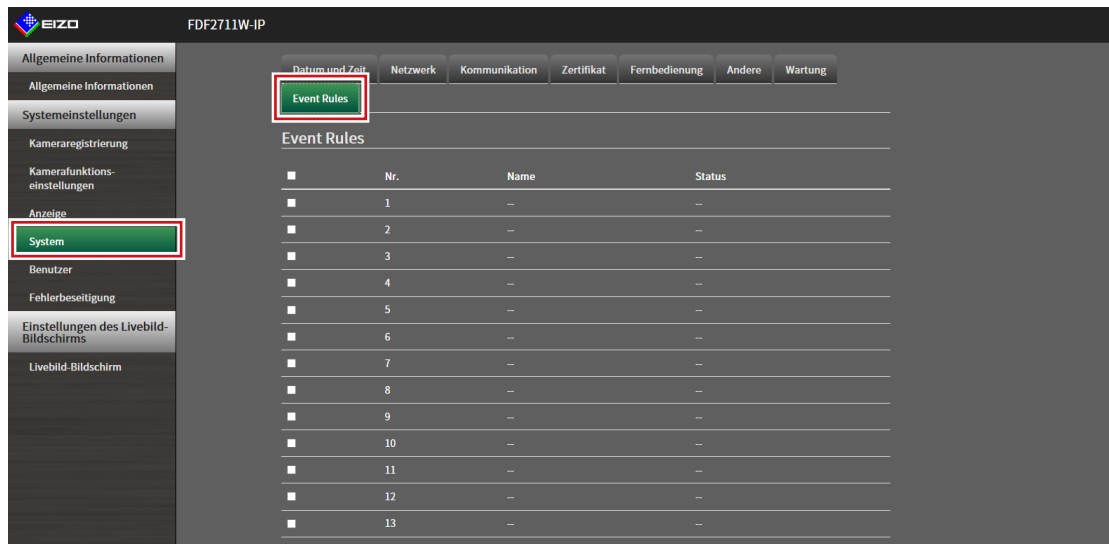 EIZO
FDF2711W-IP
Allgemeine Informationen
Allgemeine Informationen
Systemeinstellungen
Kameraregistrierung
Kamerafunktions-
einstellungen
Anzeige
System
Benutzer
Fehlerbeseitigung
Einstellungen des Livebild-
Bildschirms
Livebild-Bildschirm
Datum und Zeit Netzwerk Kommunikation Zertifikat Fernbedienung Andere Wartung
Event Rules
Event Rules
Nr. Name Status
1 -- --
2 -- --
3 -- --
4 -- --
5 -- --
6 -- --
7 -- --
8 -- --
9 -- --
10 -- --
11 -- --
12 -- --
13 -- --